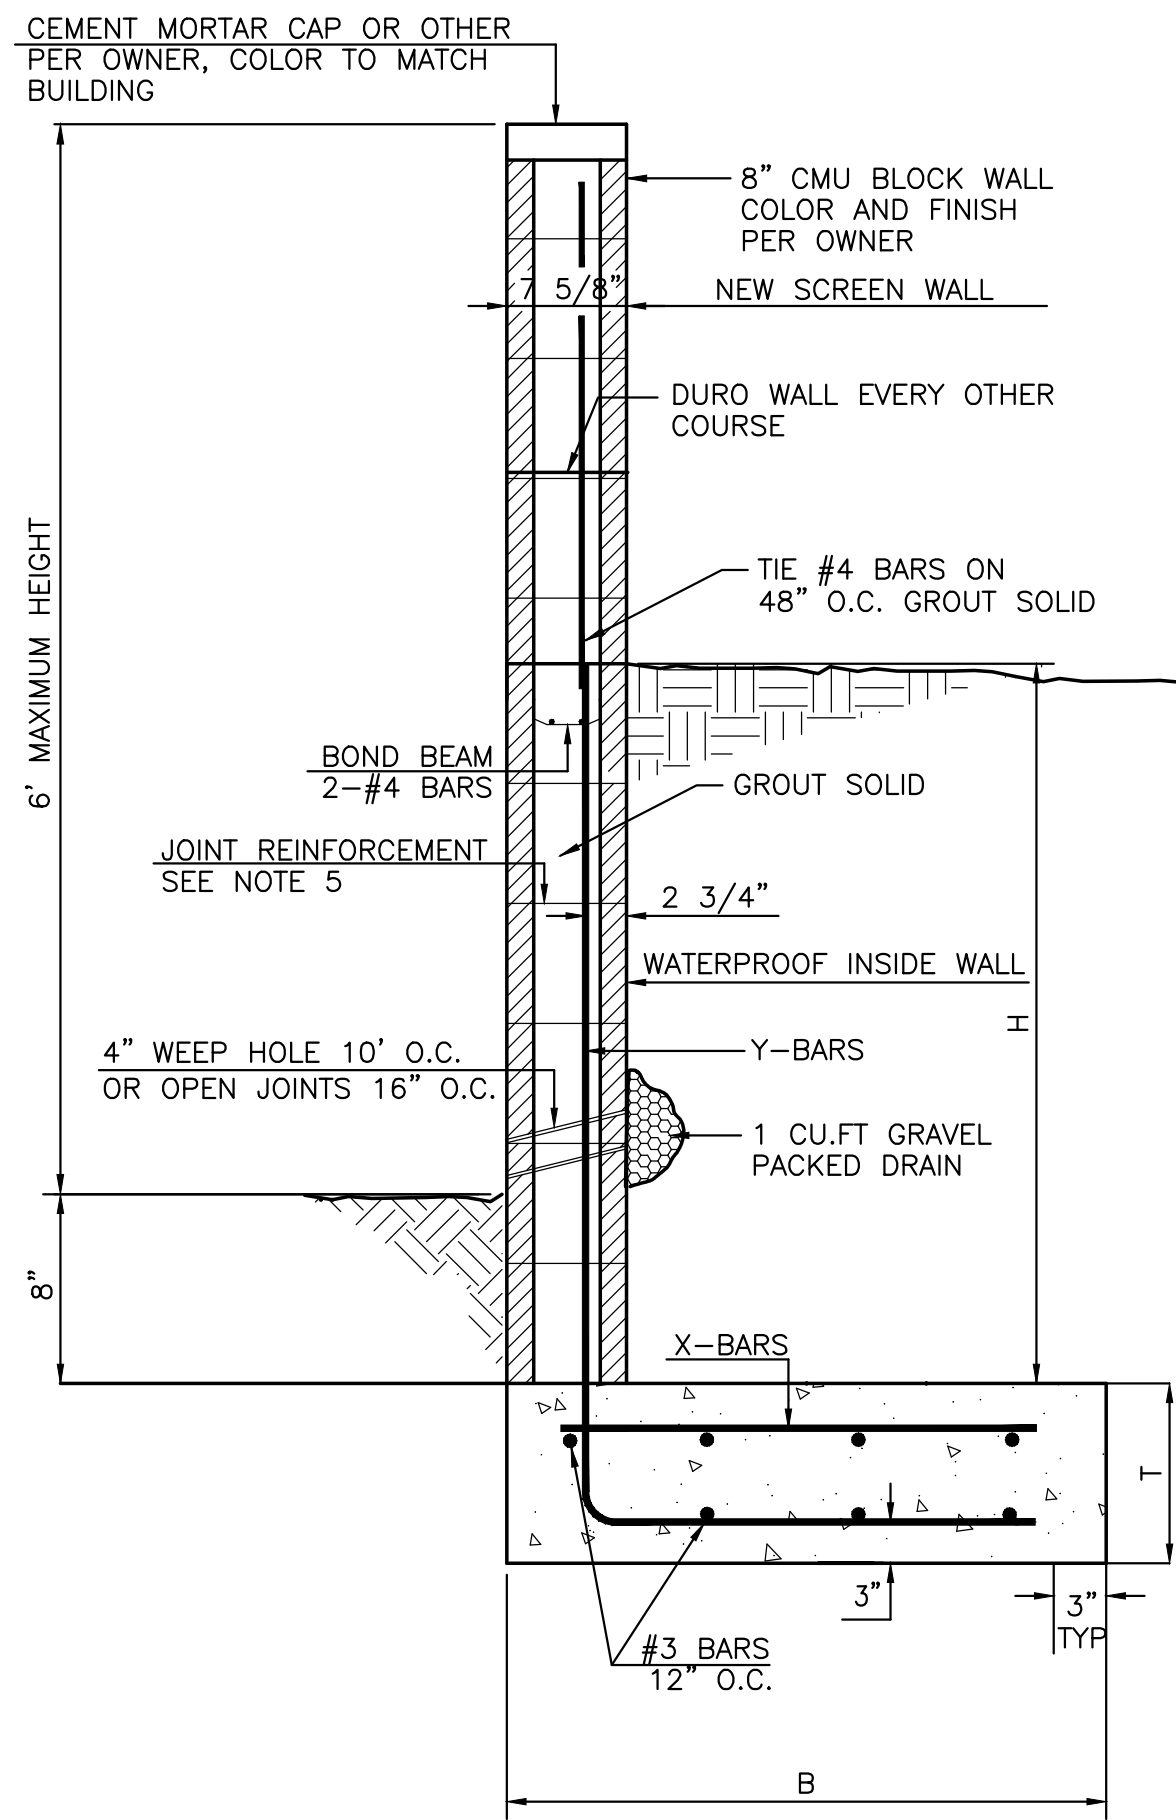 CEMENT MORTAR CAP OR OTHER
PER OWNER, COLOR TO MATCH
BUILDING
8" CMU BLOCK WALL
COLOR AND FINISH
PER OWNER
7 5/8"
NEW SCREEN WALL
DURO WALL EVERY OTHER
COURSE
6' MAXIMUM HEIGHT
TIE #4 BARS ON
48" O.C. GROUT SOLID
BOND BEAM
2-#4 BARS
GROUT SOLID
JOINT REINFORCEMENT
SEE NOTE 5
2 3/4"
WATERPROOF INSIDE WALL
H
4" WEEP HOLE 10' O.C.
OR OPEN JOINTS 16" O.C.
Y-BARS
1 CU.FT GRAVEL
PACKED DRAIN
8"
X-BARS
T
3"
3"
TYP
#3 BARS
12" O.C.
B